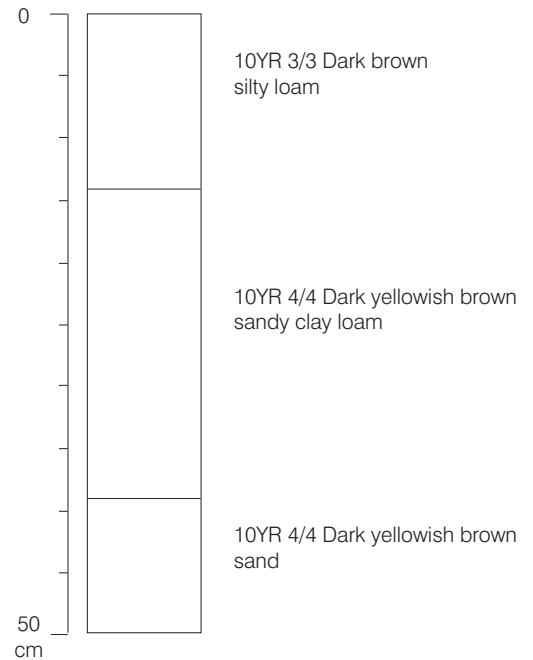 0
10YR 3/3 Dark brown
silty loam
10YR 4/4 Dark yellowish brown
sandy clay loam
10YR 4/4 Dark yellowish brown
sand
50
cm